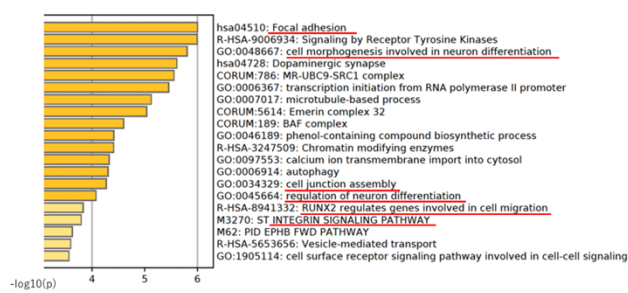 hsa04510: Focal adhesion
R-HSA-9006934: Signaling by Receptor Tyrosine Kinases
GO:0048667: cell morphogenesis involved in neuron differentiation
hsa04728: Dopaminergic synapse
CORUM:786: MR-UBC9-SRC1 complex
GO:0006367: transcription initiation from RNA polymerase II promoter
GO:0007017: microtubule-based process
CORUM:5614: Emerin complex 32
CORUM:189: BAF complex
GO:0046189: phenol-containing compound biosynthetic process
R-HSA-3247509: Chromatin modifying enzymes
GO:0097553: calcium ion transmembrane import into cytosol
GO:0006914: autophagy
GO:0034329: cell junction assembly
GO:0045664: regulation of neuron differentiation
R-HSA-8941332: RUNX2 regulates genes involved in cell migration
M3270: ST INTEGRIN SIGNALING PATHWAY
M62: PID EPHB FWD PATHWAY
R-HSA-5653656: Vesicle-mediated transport
GO:1905114: cell surface receptor signaling pathway involved in cell-cell signaling
-log10(p) 4 5 6